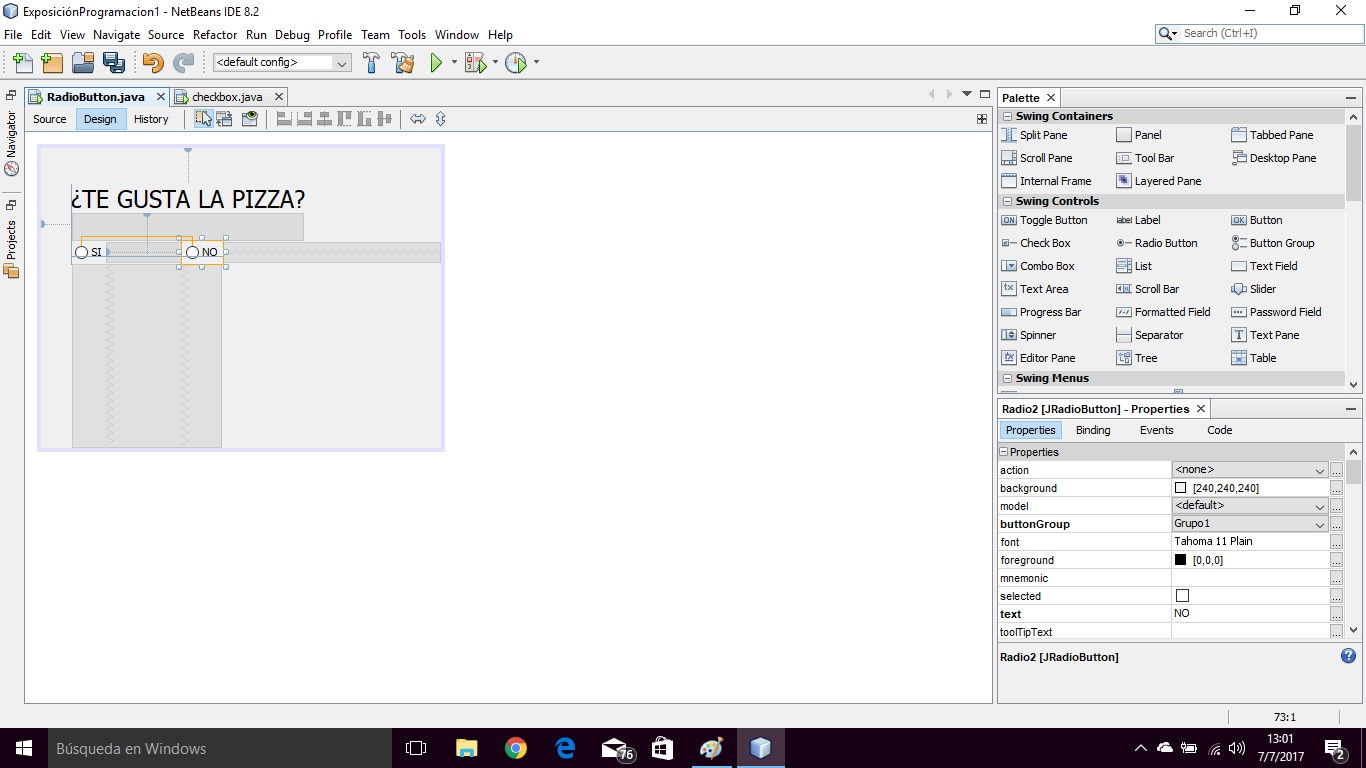 ExposiciónProgramacion1 - NetBeans IDE 8.2
File Edit View Navigate Source Refactor Run Debug Profile Team Tools Window Help
Search (Ctrl+I)
<default config>
RadioButton.java
checkbox.java
Source Design History
Navigator
Projects
¿TE GUSTA LA PIZZA?
SI
NO
Palette
Swing Containers
Split Pane Panel Tabbed Pane
Scroll Pane Tool Bar Desktop Pane
Internal Frame Layered Pane
Swing Controls
ON Toggle Button label Label OK Button
Check Box Radio Button Button Group
Combo Box List Text Field
Text Area Scroll Bar Slider
Progress Bar Formatted Field Password Field
Spinner Separator Text Pane
Editor Pane Tree Table
Swing Menus
Radio2 [JRadioButton] - Properties
Properties Binding Events Code
Properties
action <none> ...
background [240,240,240] ...
model <default> ...
buttonGroup Grupo1 ...
font Tahoma 11 Plain ...
foreground [0,0,0] ...
mnemonic ...
selected ...
text NO ...
toolTipText ...
Radio2 [JRadioButton]
73:1
Búsqueda en Windows
76
13:01
7/7/2017
2